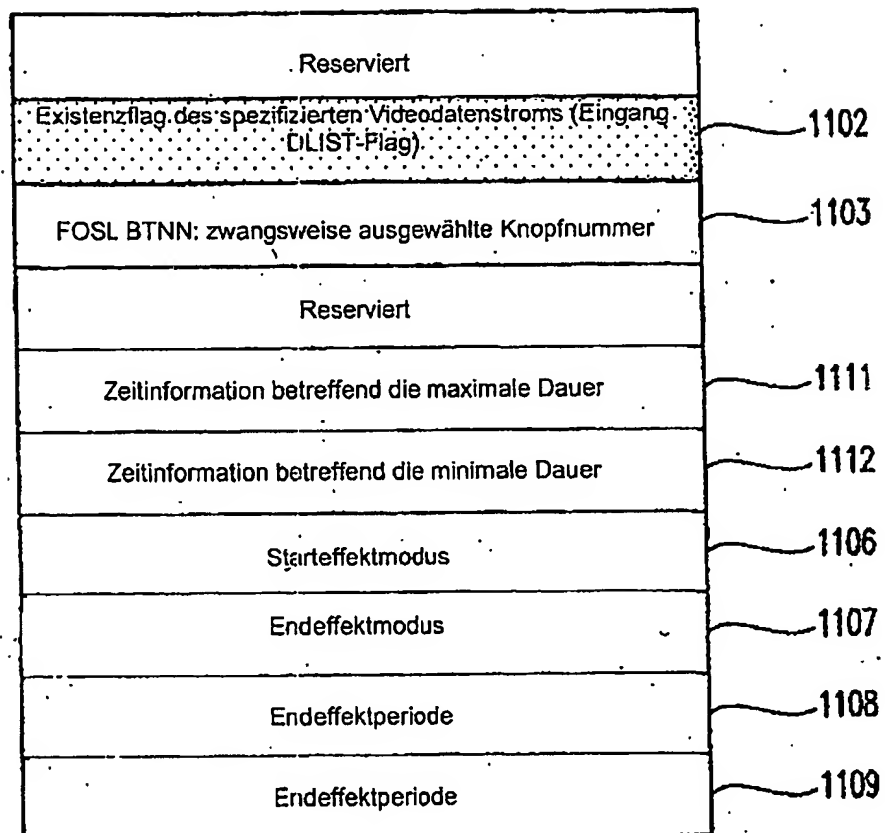 Reserviert
Existenzflag des spezifizierten Videodatenstroms (Eingang
DLIST-Flag)
1102
FOSL BTNN: zwangsweise ausgewählte Knopfnummer
1103
Reserviert
Zeitinformation betreffend die maximale Dauer
1111
Zeitinformation betreffend die minimale Dauer
1112
Starteffektmodus
1106
Endeffektmodus
1107
Endeffektperiode
1108
Endeffektperiode
1109